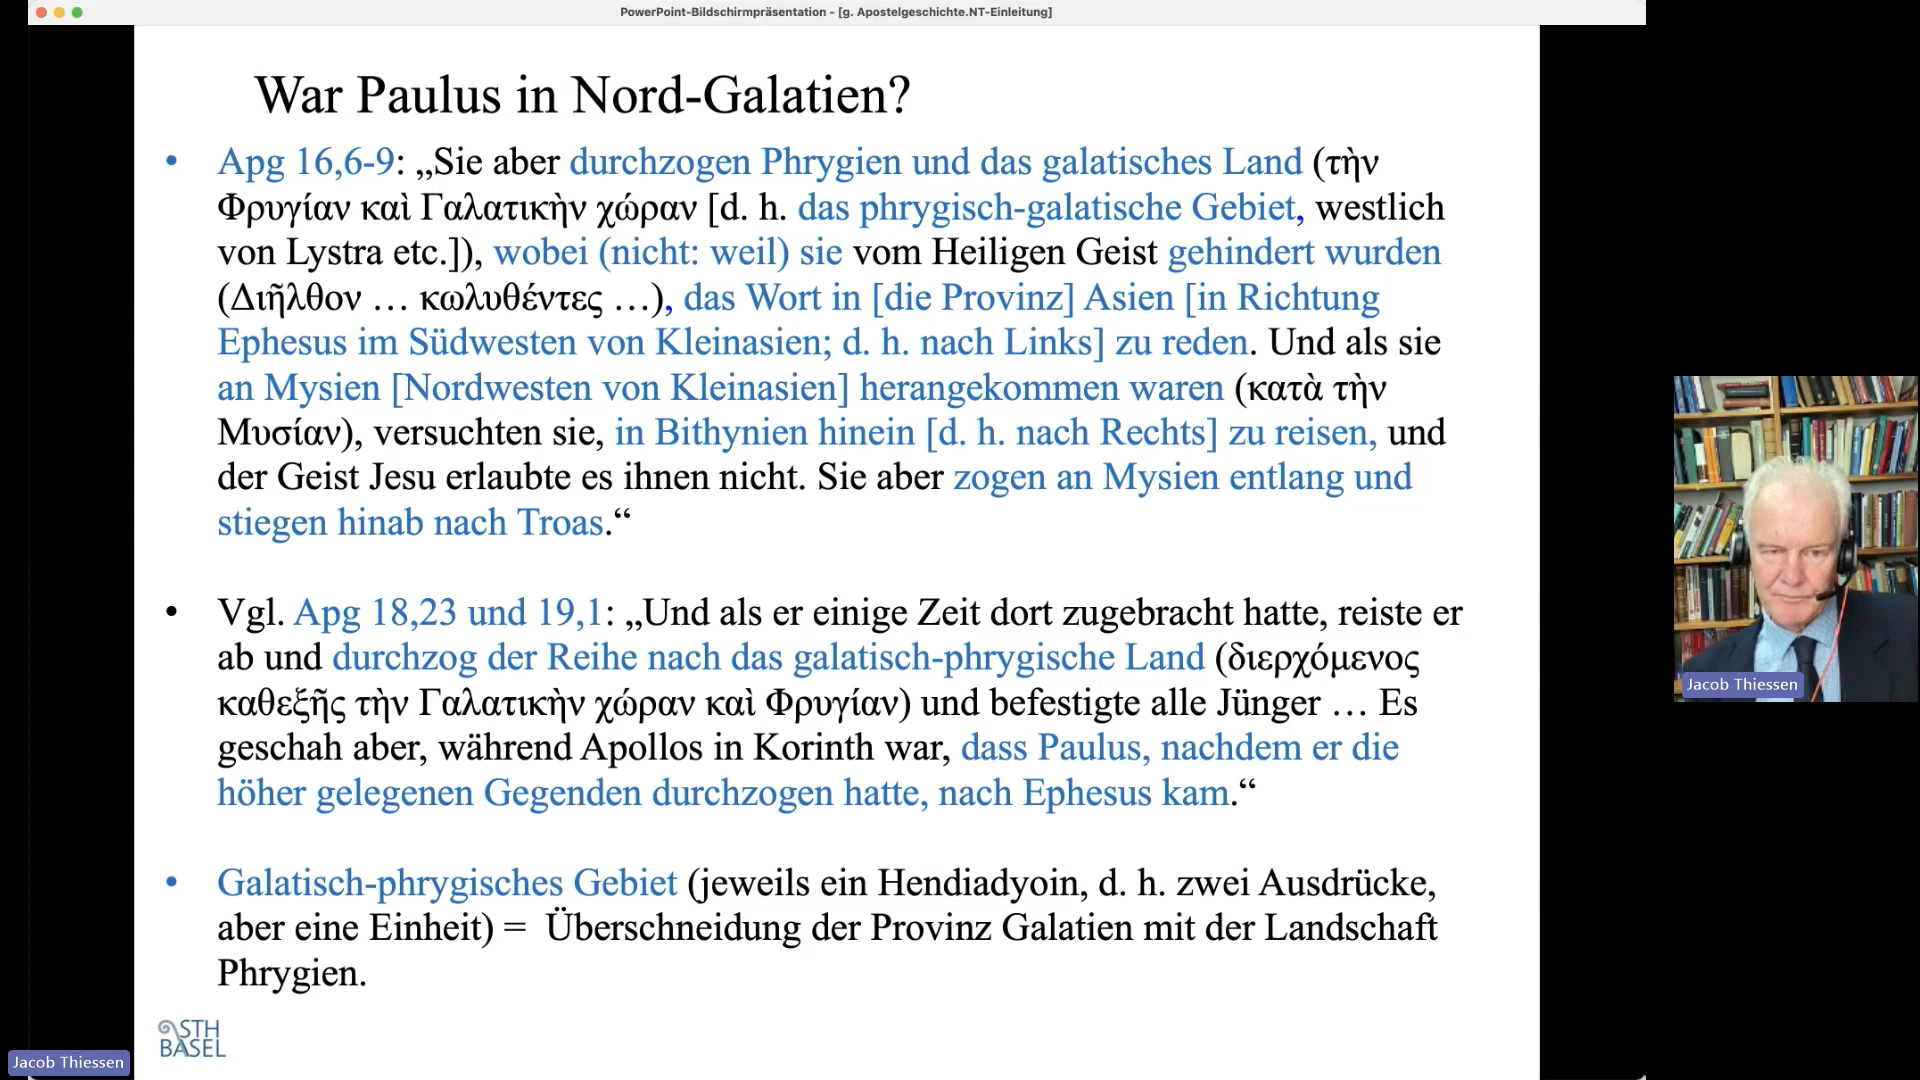 PowerPoint-Bildschirmpräsentation - [g. Apostelgeschichte.NT-Einleitung]
War Paulus in Nord-Galatien?
• Apg 16,6-9: „Sie aber durchzogen Phrygien und das galatisches Land (τὴν
Φρυγίαν καὶ Γαλατικὴν χώραν [d. h. das phrygisch-galatische Gebiet, westlich
von Lystra etc.]), wobei (nicht: weil) sie vom Heiligen Geist gehindert wurden
(Διῆλθον … κωλυθέντες …), das Wort in [die Provinz] Asien [in Richtung
Ephesus im Südwesten von Kleinasien; d. h. nach Links] zu reden. Und als sie
an Mysien [Nordwesten von Kleinasien] herangekommen waren (κατὰ τὴν
Μυσίαν), versuchten sie, in Bithynien hinein [d. h. nach Rechts] zu reisen, und
der Geist Jesu erlaubte es ihnen nicht. Sie aber zogen an Mysien entlang und
stiegen hinab nach Troas.“
• Vgl. Apg 18,23 und 19,1: „Und als er einige Zeit dort zugebracht hatte, reiste er
ab und durchzog der Reihe nach das galatisch-phrygische Land (διερχόμενος
καθεξῆς τὴν Γαλατικὴν χώραν καὶ Φρυγίαν) und befestigte alle Jünger … Es
geschah aber, während Apollos in Korinth war, dass Paulus, nachdem er die
höher gelegenen Gegenden durchzogen hatte, nach Ephesus kam.“
• Galatisch-phrygisches Gebiet (jeweils ein Hendiadyoin, d. h. zwei Ausdrücke,
aber eine Einheit) = Überschneidung der Provinz Galatien mit der Landschaft
Phrygien.
STH
BASEL
Jacob Thiessen
Jacob Thiessen